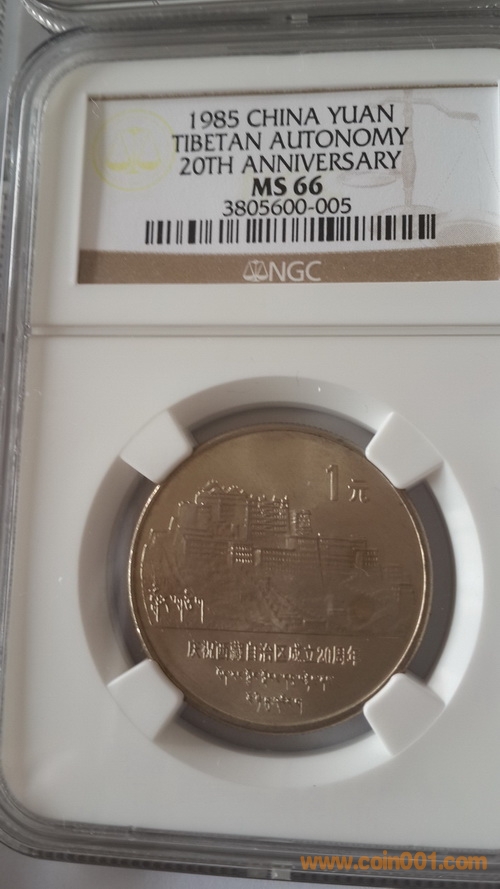 1985 CHINA YUAN
TIBETAN AUTONOMY
20TH ANNIVERSARY
MS 66
3805600-005
NGC
1元
庆祝西藏自治区成立20周年
www.coin001.com